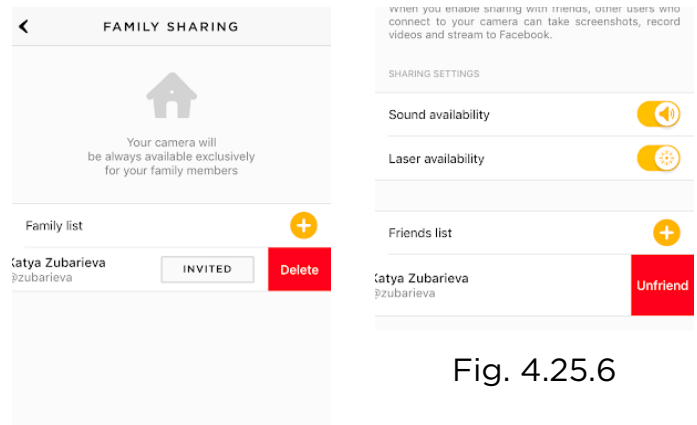 FAMILY SHARING
Your camera will
be always available exclusively
for your family members
Family list
Katya Zubarieva
@zubarieva
INVITED
Delete
When you enable sharing with friends, other users who
connect to your camera can take screenshots, record
videos and stream to Facebook.
SHARING SETTINGS
Sound availability
Laser availability
Friends list
Katya Zubarieva
@zubarieva
Unfriend
Fig. 4.25.6